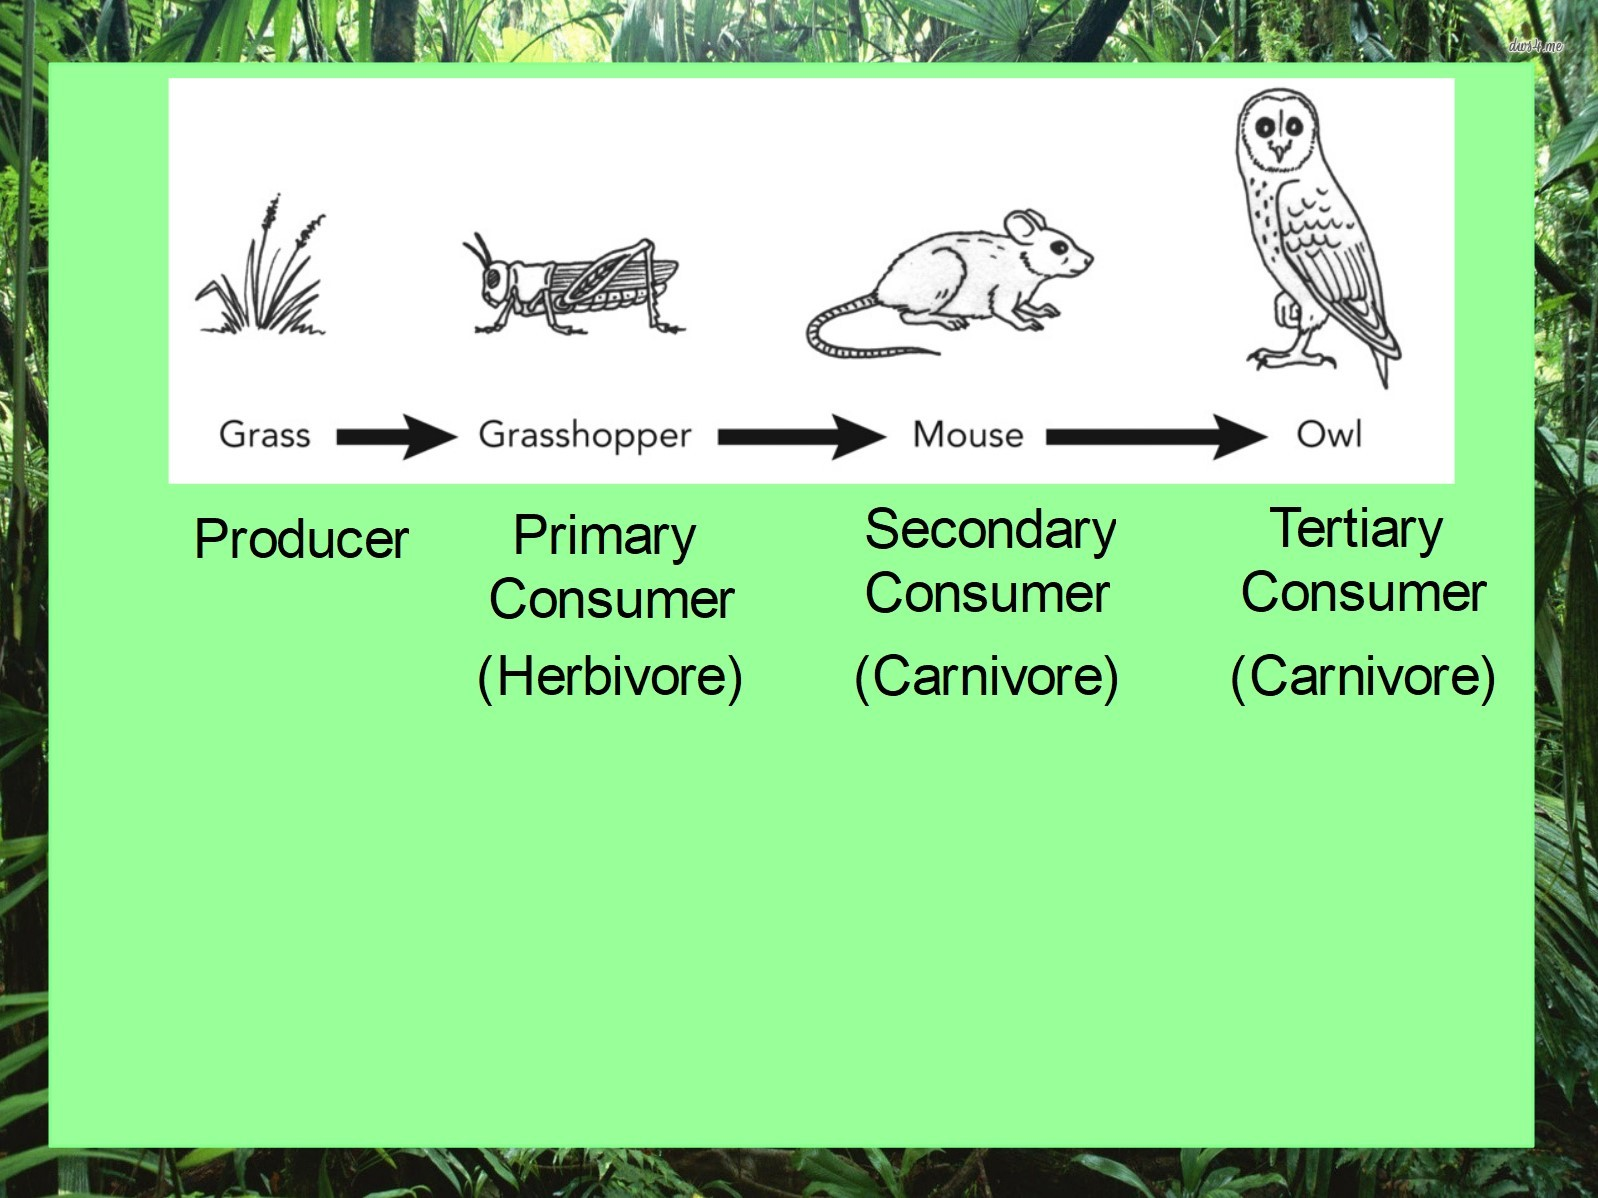 dws4.me
Grass Grasshopper Mouse Owl
Producer Primary Consumer Secondary Consumer Tertiary Consumer
(Herbivore) (Carnivore) (Carnivore)